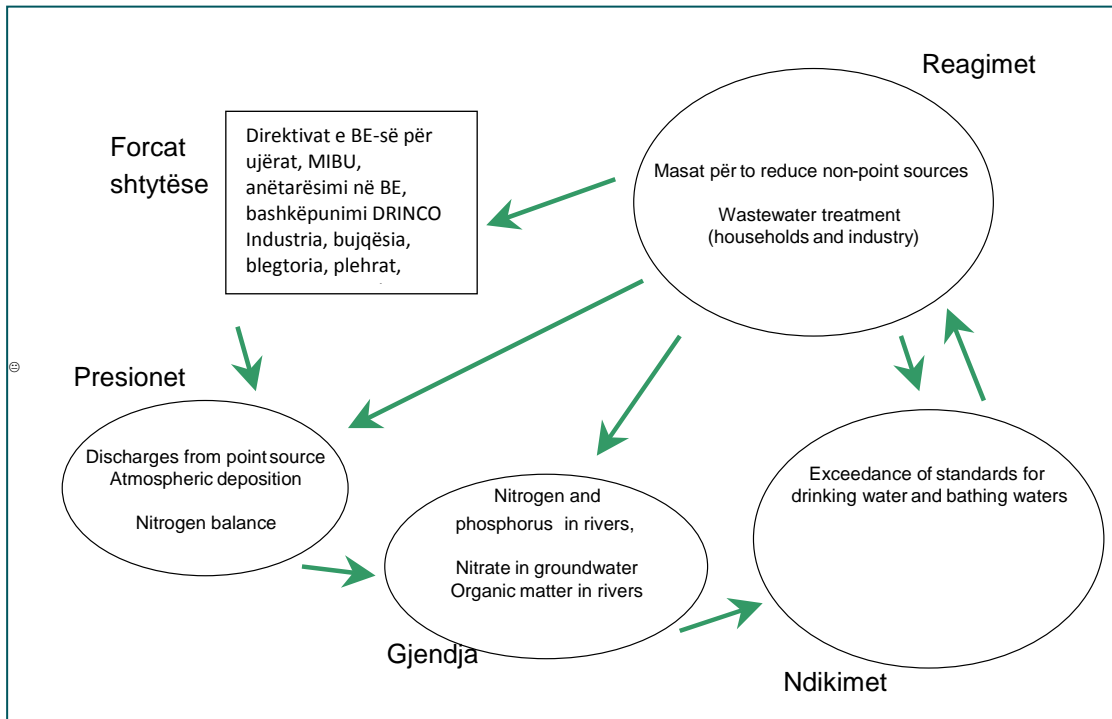 Reagimet
Forcat
shtytëse
Direktivat e BE-së për
ujërat, MIBU,
anëtarësimi në BE,
bashkëpunimi DRINCO
Industria, bujqësia,
blegtoria, plehrat,
Masat për to reduce non-point sources
Wastewater treatment
(households and industry)
Presionet
Discharges from point source
Atmospheric deposition
Nitrogen balance
Nitrogen and
phosphorus in rivers,
Nitrate in groundwater
Organic matter in rivers
Exceedance of standards for
drinking water and bathing waters
Gjendja
Ndikimet